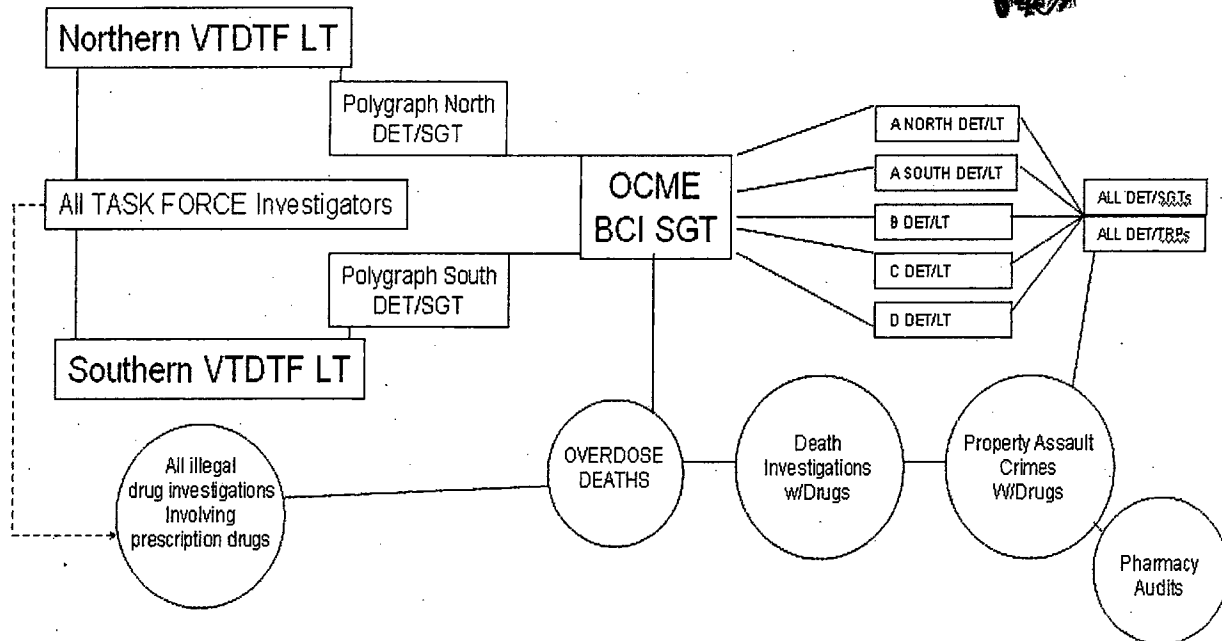 Northern VTDTF LT
Polygraph North
DET/SGT
All TASK FORCE Investigators
Polygraph South
DET/SGT
Southern VTDTF LT
OCME
BCI SGT
A NORTH DET/LT
A SOUTH DET/LT
B DET/LT
C DET/LT
D DET/LT
ALL DET/SGTs
ALL DET/TRPs
All illegal
drug investigations
Involving
prescription drugs
OVERDOSE
DEATHS
Death
Investigations
w/Drugs
Property Assault
Crimes
W/Drugs
Pharmacy
Audits